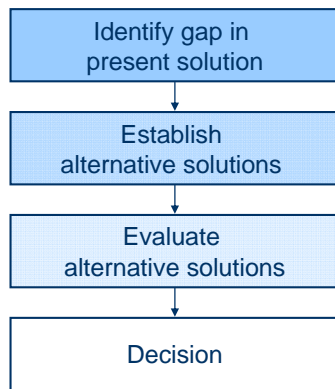 Identify gap in
present solution
Establish
alternative solutions
Evaluate
alternative solutions
Decision